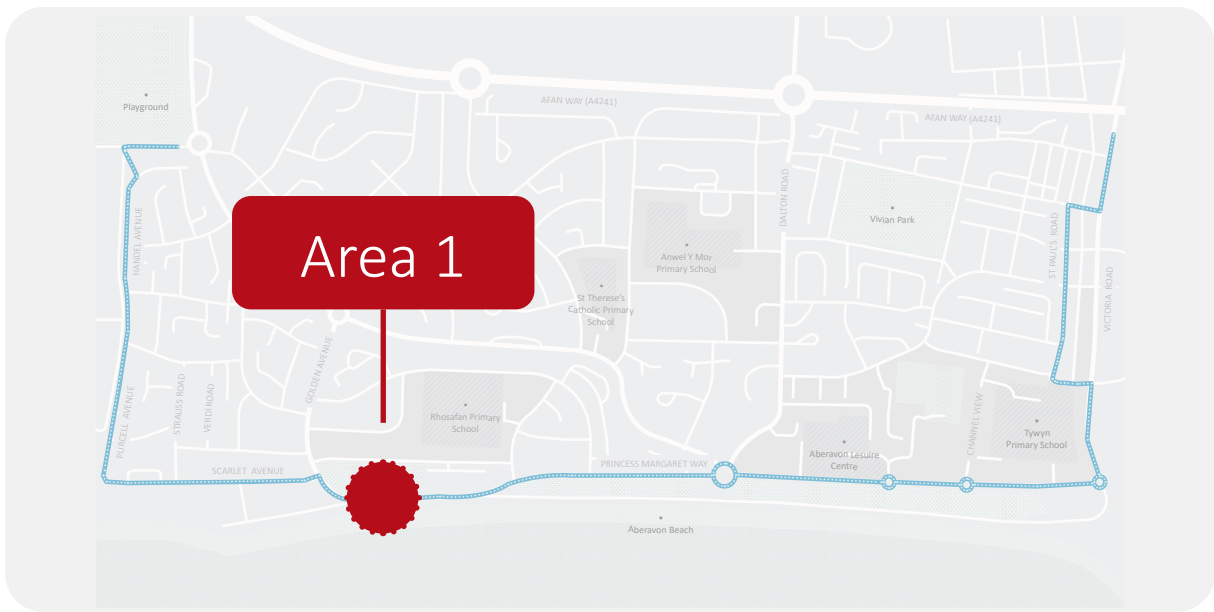 AFAN WAY (A4241)
Playground
AFAN WAY (A4241)
DALTON ROAD
HANDEL AVENUE
Vivian Park
ST PAUL'S ROAD
Area 1
Anwel Y Mor
Primary School
VICTORIA ROAD
St Therese's
Catholic Primary
School
GOLDEN AVENUE
PURCELL AVENUE
STRAUSS ROAD
VERDI ROAD
Rhosafan Primary
School
CHANNEL VIEW
Tywyn
Primary School
Aberavon Lesuire
Centre
SCARLET AVENUE
PRINCESS MARGARET WAY
Aberavon Beach